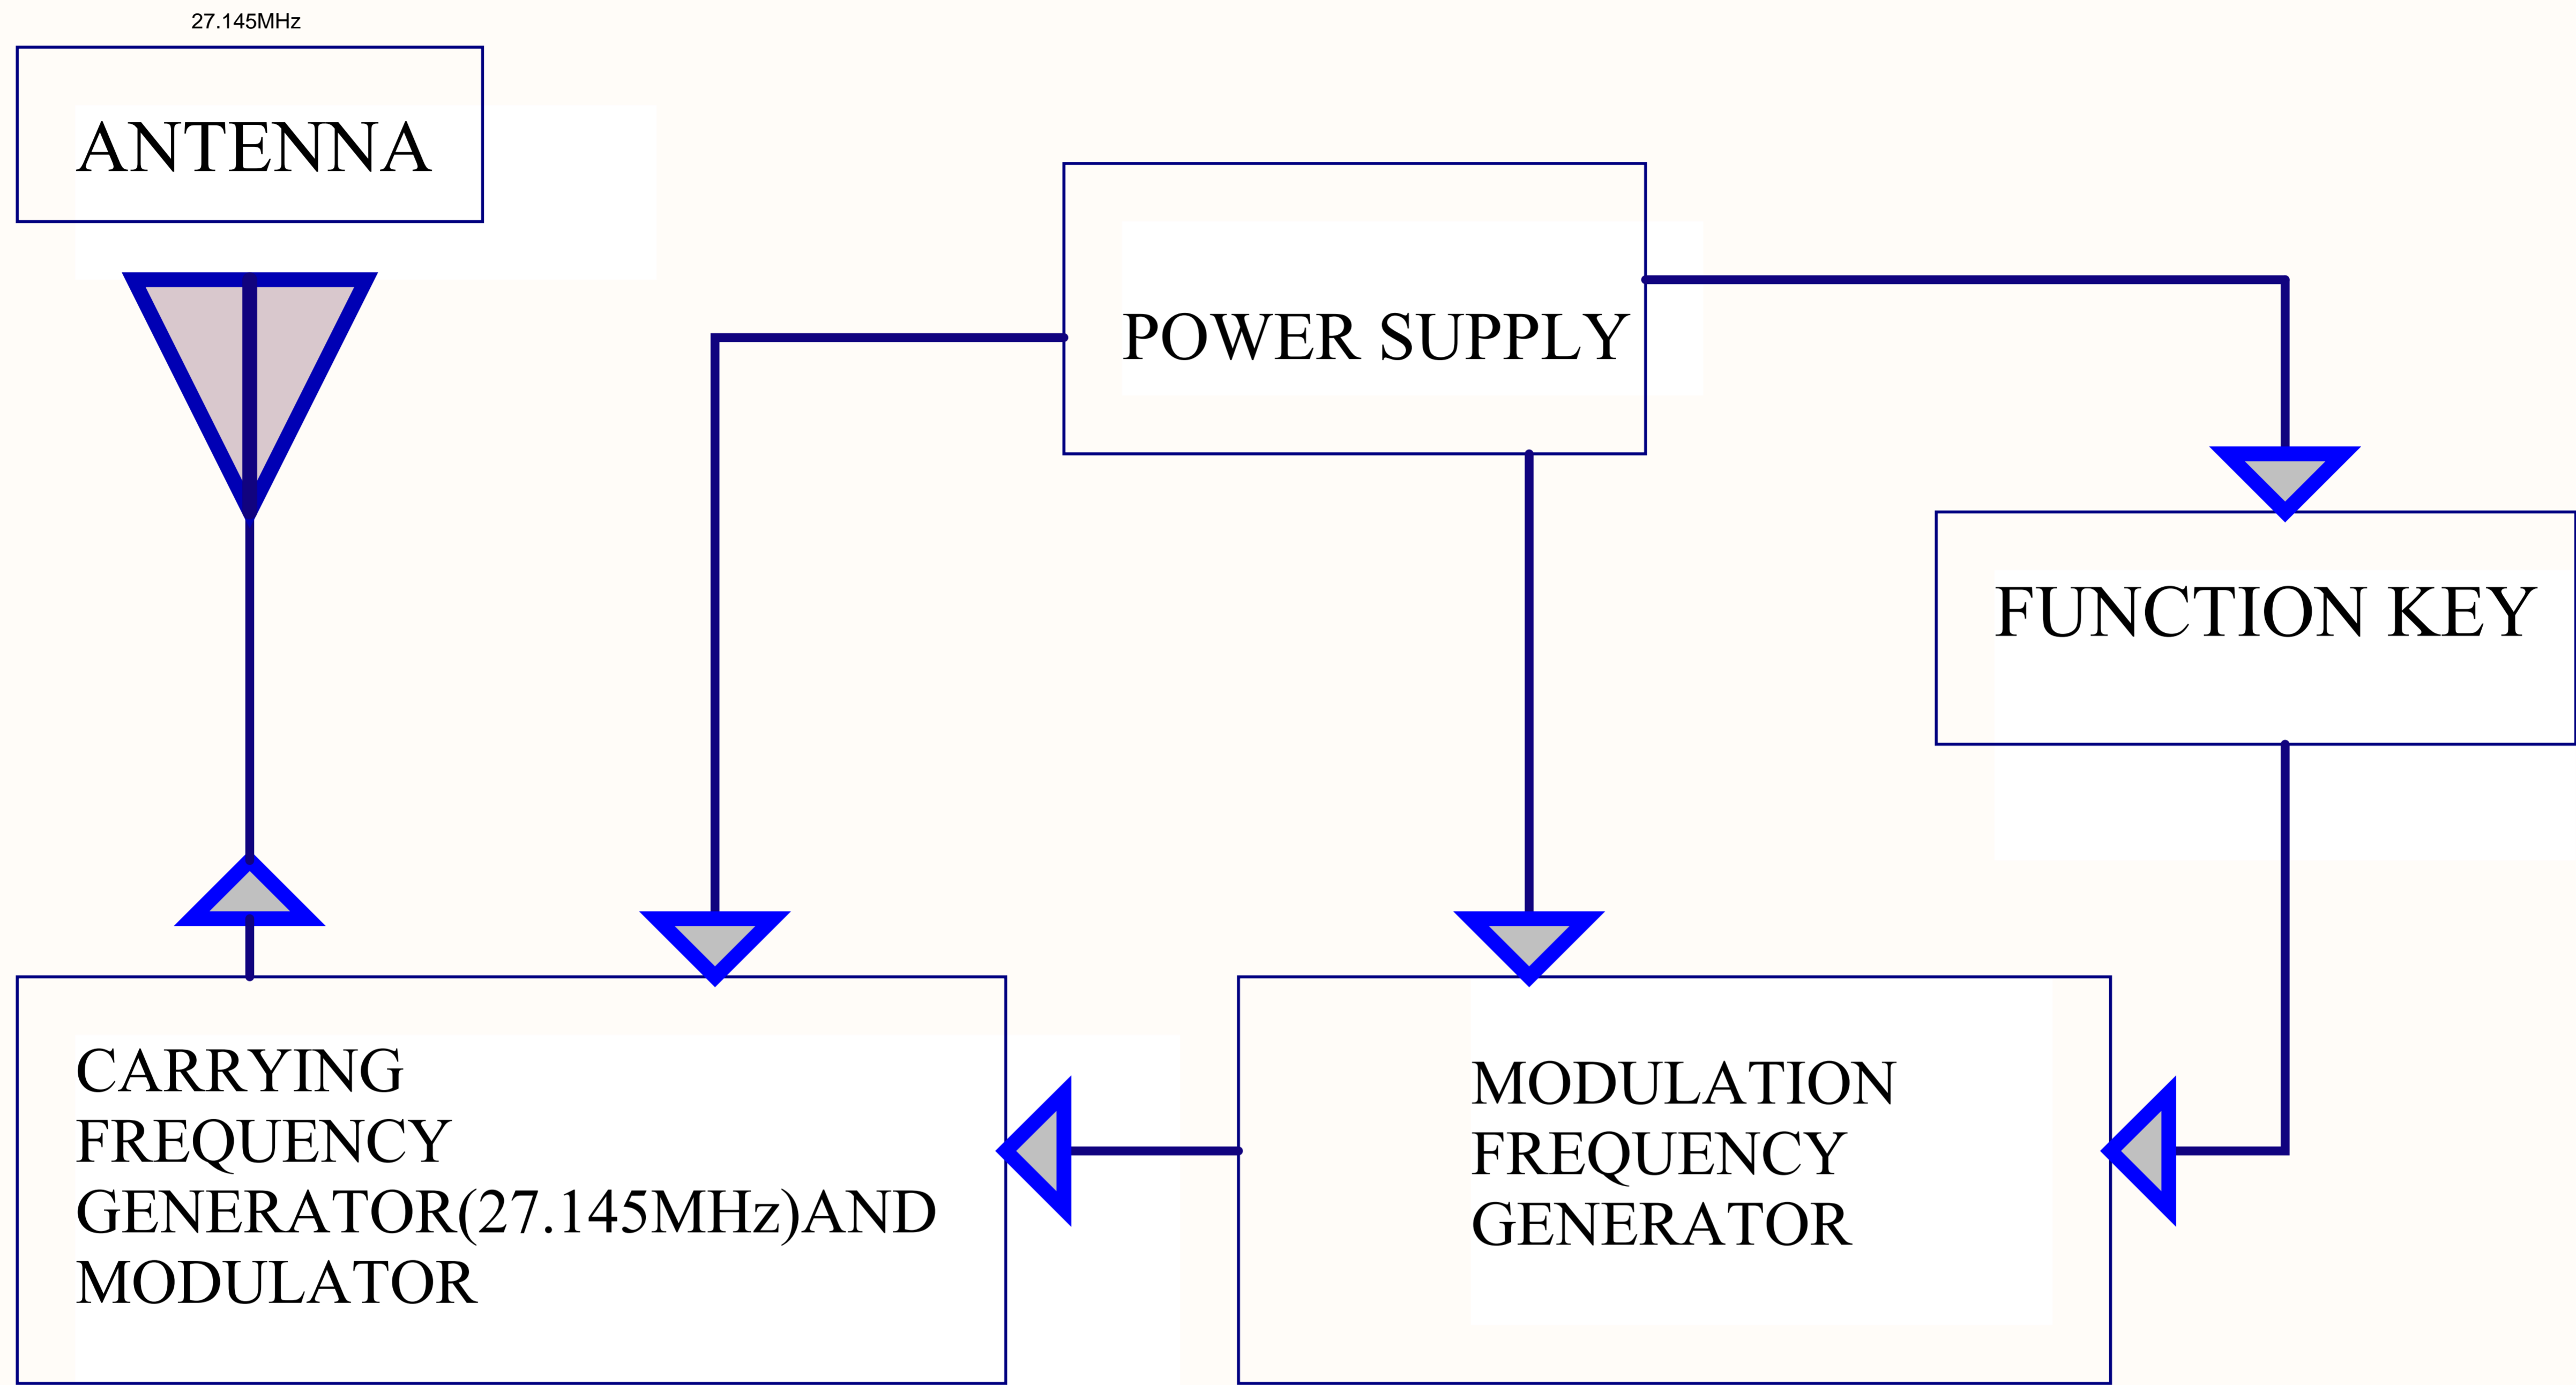 27.145MHz
ANTENNA
POWER SUPPLY
FUNCTION KEY
CARRYING
FREQUENCY
GENERATOR(27.145MHz)AND
MODULATOR
MODULATION
FREQUENCY
GENERATOR